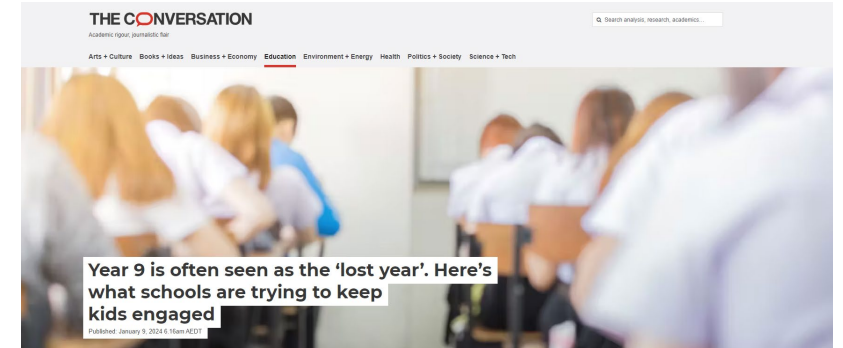 THE CONVERSATION
Academic rigour, journalistic flair
Search analysis, research, academics...
Arts + Culture Books + Ideas Business + Economy Education Environment + Energy Health Politics + Society Science + Tech
Year 9 is often seen as the ‘lost year’. Here’s
what schools are trying to keep
kids engaged
Published: January 9, 2024 6.16am AEDT